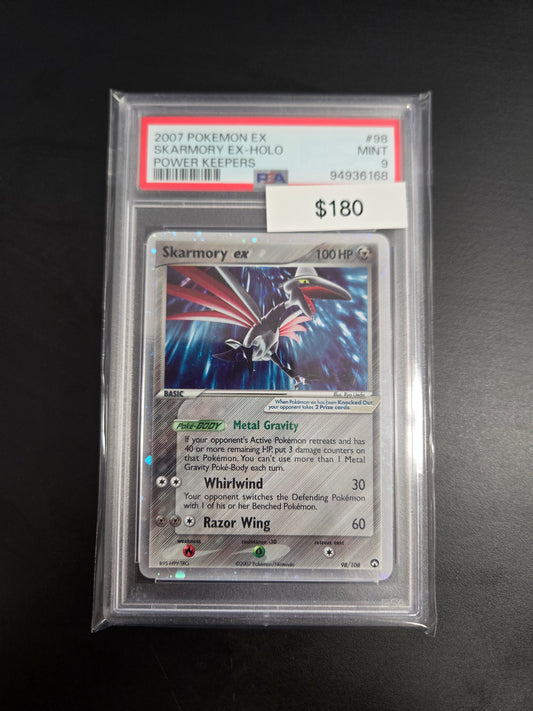 2007 POKEMON EX #98
SKARMORY EX-HOLO MINT
POWER KEEPERS 9
PSA 94936168
$180
Skarmory ex 100 HP
BASIC
Illus. Ryo Ueda
When Pokémon-ex has been Knocked Out,
your opponent takes 2 Prize cards.
Poké-BODY Metal Gravity
If your opponent's Active Pokémon retreats and has
40 or more remaining HP, put 3 damage counters on
that Pokémon. You can't use more than 1 Metal
Gravity Poké-Body each turn.
Whirlwind 30
Your opponent switches the Defending Pokémon
with 1 of his or her Benched Pokémon.
Razor Wing 60
weakness resistance -30 retreat cost
©2007 Pokémon/Nintendo 98/108